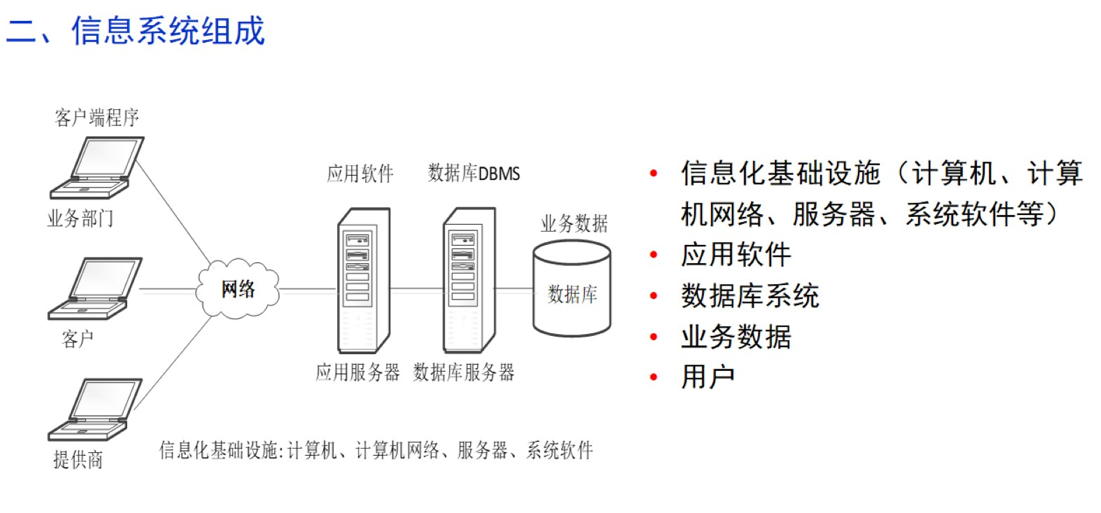 二、信息系统组成
客户端程序
业务部门
客户
提供商
网络
应用软件
应用服务器
数据库DBMS
数据库服务器
业务数据
数据库
信息化基础设施:计算机、计算机网络、服务器、系统软件
• 信息化基础设施（计算机、计算
机网络、服务器、系统软件等）
• 应用软件
• 数据库系统
• 业务数据
• 用户